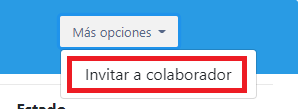 Más opciones
Invitar a colaborador
Estado